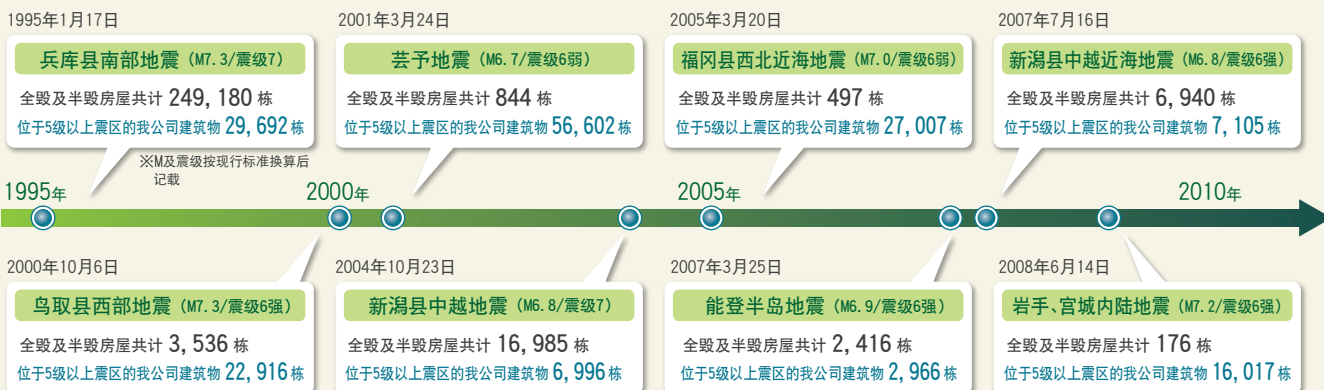 1995年1月17日
兵库县南部地震（M7.3/震级7）
全毁及半毁房屋共计 249,180 栋
位于5级以上震区的我公司建筑物 29,692 栋
※M及震级按现行标准换算后
记载
2001年3月24日
芸予地震（M6.7/震级6弱）
全毁及半毁房屋共计 844 栋
位于5级以上震区的我公司建筑物 56,602 栋
2005年3月20日
福冈县西北近海地震（M7.0/震级6弱）
全毁及半毁房屋共计 497 栋
位于5级以上震区的我公司建筑物 27,007 栋
2007年7月16日
新潟县中越近海地震（M6.8/震级6强）
全毁及半毁房屋共计 6,940 栋
位于5级以上震区的我公司建筑物 7,105 栋
1995年
2000年
2005年
2010年
2000年10月6日
鸟取县西部地震（M7.3/震级6强）
全毁及半毁房屋共计 3,536 栋
位于5级以上震区的我公司建筑物 22,916 栋
2004年10月23日
新潟县中越地震（M6.8/震级7）
全毁及半毁房屋共计 16,985 栋
位于5级以上震区的我公司建筑物 6,996 栋
2007年3月25日
能登半岛地震（M6.9/震级6强）
全毁及半毁房屋共计 2,416 栋
位于5级以上震区的我公司建筑物 2,966 栋
2008年6月14日
岩手、宫城内陆地震（M7.2/震级6强）
全毁及半毁房屋共计 176 栋
位于5级以上震区的我公司建筑物 16,017 栋